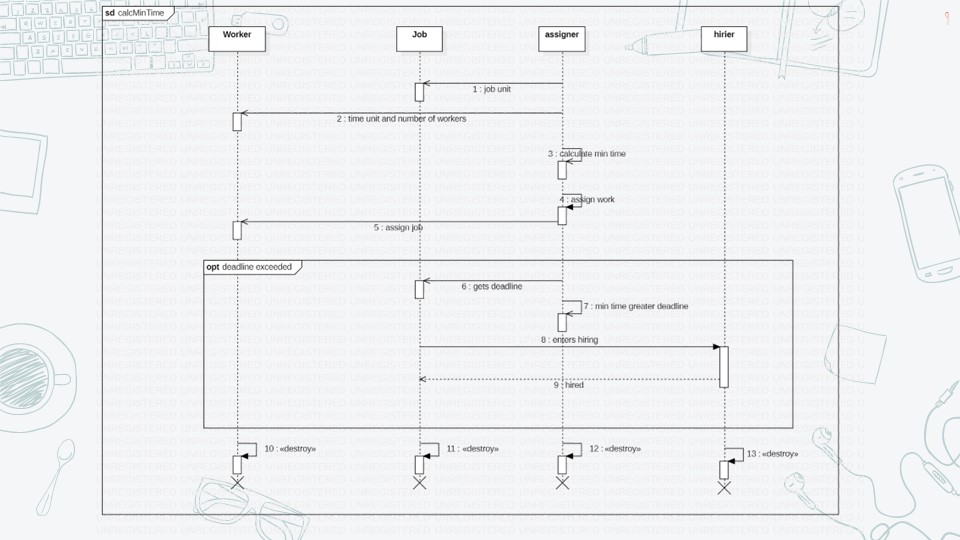 sd calcMinTime
Worker
Job
assigner
hirier
1 : job unit
2 : time unit and number of workers
3 : calculate min time
4 : assign work
5 : assign job
opt deadline exceeded
6 : gets deadline
7 : min time greater deadline
8 : enters hiring
9 : hired
10 : «destroy»
11 : «destroy»
12 : «destroy»
13 : «destroy»
9